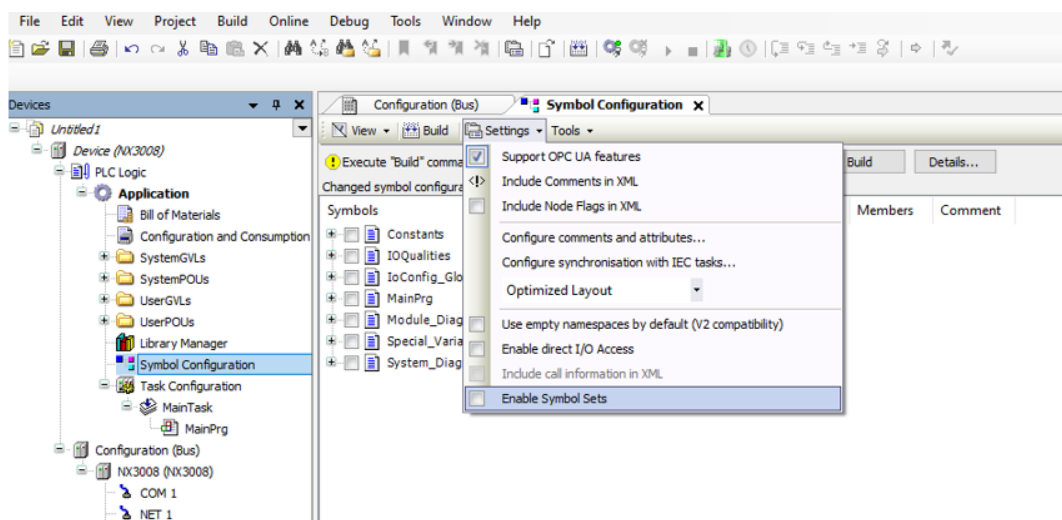 File Edit View Project Build Online Debug Tools Window Help
Devices
Configuration (Bus) Symbol Configuration
Untitled1
View Build Settings Tools
Device (NX3008)
Execute "Build" comma
Support OPC UA features
Build Details...
PLC Logic
Changed symbol configura
Include Comments in XML
Application
Symbols
Include Node Flags in XML
Members Comment
Bill of Materials
Constants
Configuration and Consumption
Configure comments and attributes...
SystemGVLs
IOQualities
Configure synchronisation with IEC tasks...
SystemPOUs
IoConfig_Glo
Optimized Layout
UserGVLs
MainPrg
UserPOUs
Module_Diag
Use empty namespaces by default (V2 compatibility)
Library Manager
Special_Varia
Enable direct I/O Access
Symbol Configuration
System_Diag
Include call information in XML
Task Configuration
Enable Symbol Sets
MainTask
MainPrg
Configuration (Bus)
NX3008 (NX3008)
COM 1
NET 1